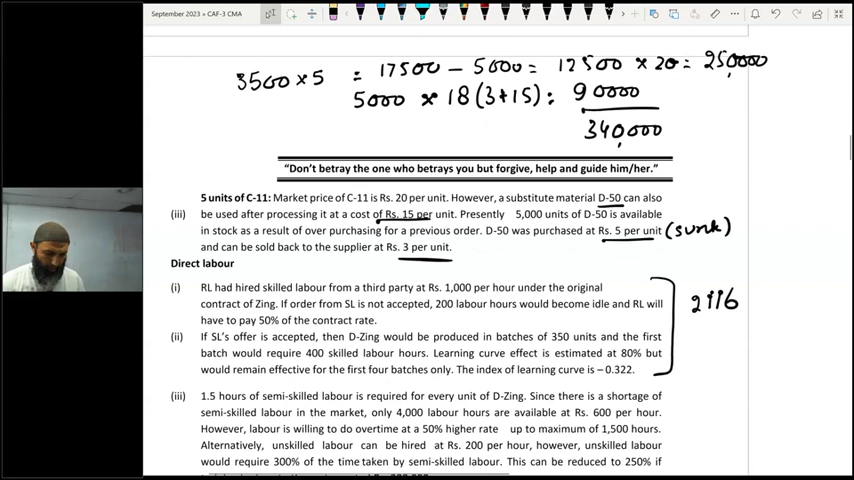 September 2023 » CAF-3 CMA
3500 × 5 = 17500 – 5000 = 12500 × 20 = 250,000
5000 × 18 (3+15) : 90000
340,000
“Don’t betray the one who betrays you but forgive, help and guide him/her.”
5 units of C-11: Market price of C-11 is Rs. 20 per unit. However, a substitute material D-50 can also
(iii) be used after processing it at a cost of Rs. 15 per unit. Presently 5,000 units of D-50 is available
in stock as a result of over purchasing for a previous order. D-50 was purchased at Rs. 5 per unit (sunk)
and can be sold back to the supplier at Rs. 3 per unit.
Direct labour
(i) RL had hired skilled labour from a third party at Rs. 1,000 per hour under the original
contract of Zing. If order from SL is not accepted, 200 labour hours would become idle and RL will
have to pay 50% of the contract rate.
2116
(ii) If SL’s offer is accepted, then D-Zing would be produced in batches of 350 units and the first
batch would require 400 skilled labour hours. Learning curve effect is estimated at 80% but
would remain effective for the first four batches only. The index of learning curve is – 0.322.
(iii) 1.5 hours of semi-skilled labour is required for every unit of D-Zing. Since there is a shortage of
semi-skilled labour in the market, only 4,000 labour hours are available at Rs. 600 per hour.
However, labour is willing to do overtime at a 50% higher rate up to maximum of 1,500 hours.
Alternatively, unskilled labour can be hired at Rs. 200 per hour, however, unskilled labour
would require 300% of the time taken by semi-skilled labour. This can be reduced to 250% if